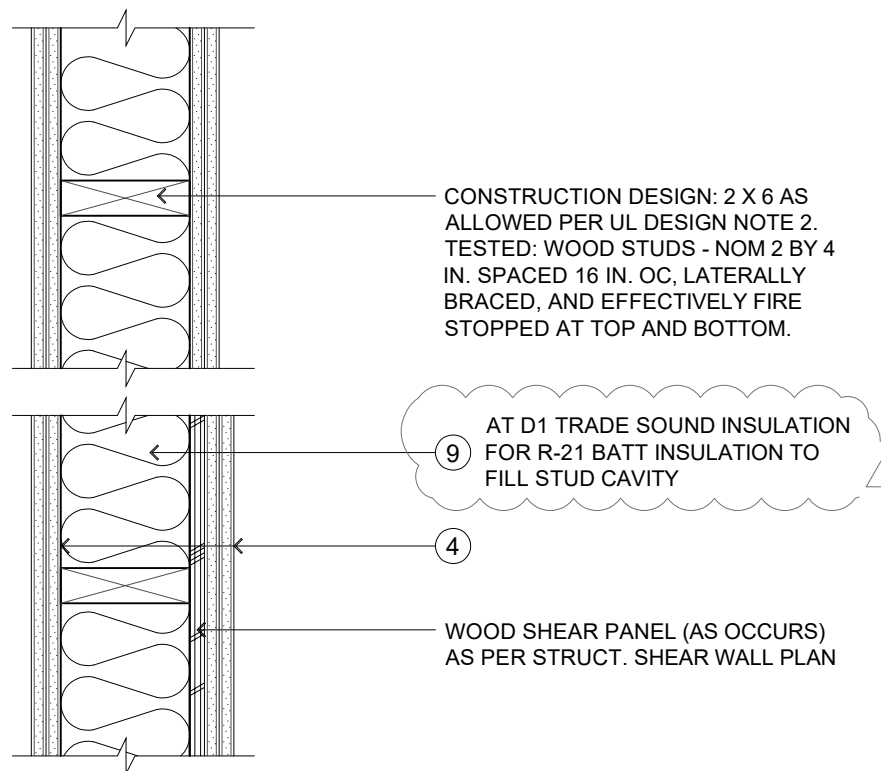 CONSTRUCTION DESIGN: 2 X 6 AS
ALLOWED PER UL DESIGN NOTE 2.
TESTED: WOOD STUDS - NOM 2 BY 4
IN. SPACED 16 IN. OC, LATERALLY
BRACED, AND EFFECTIVELY FIRE
STOPPED AT TOP AND BOTTOM.
AT D1 TRADE SOUND INSULATION
9 FOR R-21 BATT INSULATION TO
FILL STUD CAVITY
4
WOOD SHEAR PANEL (AS OCCURS)
AS PER STRUCT. SHEAR WALL PLAN